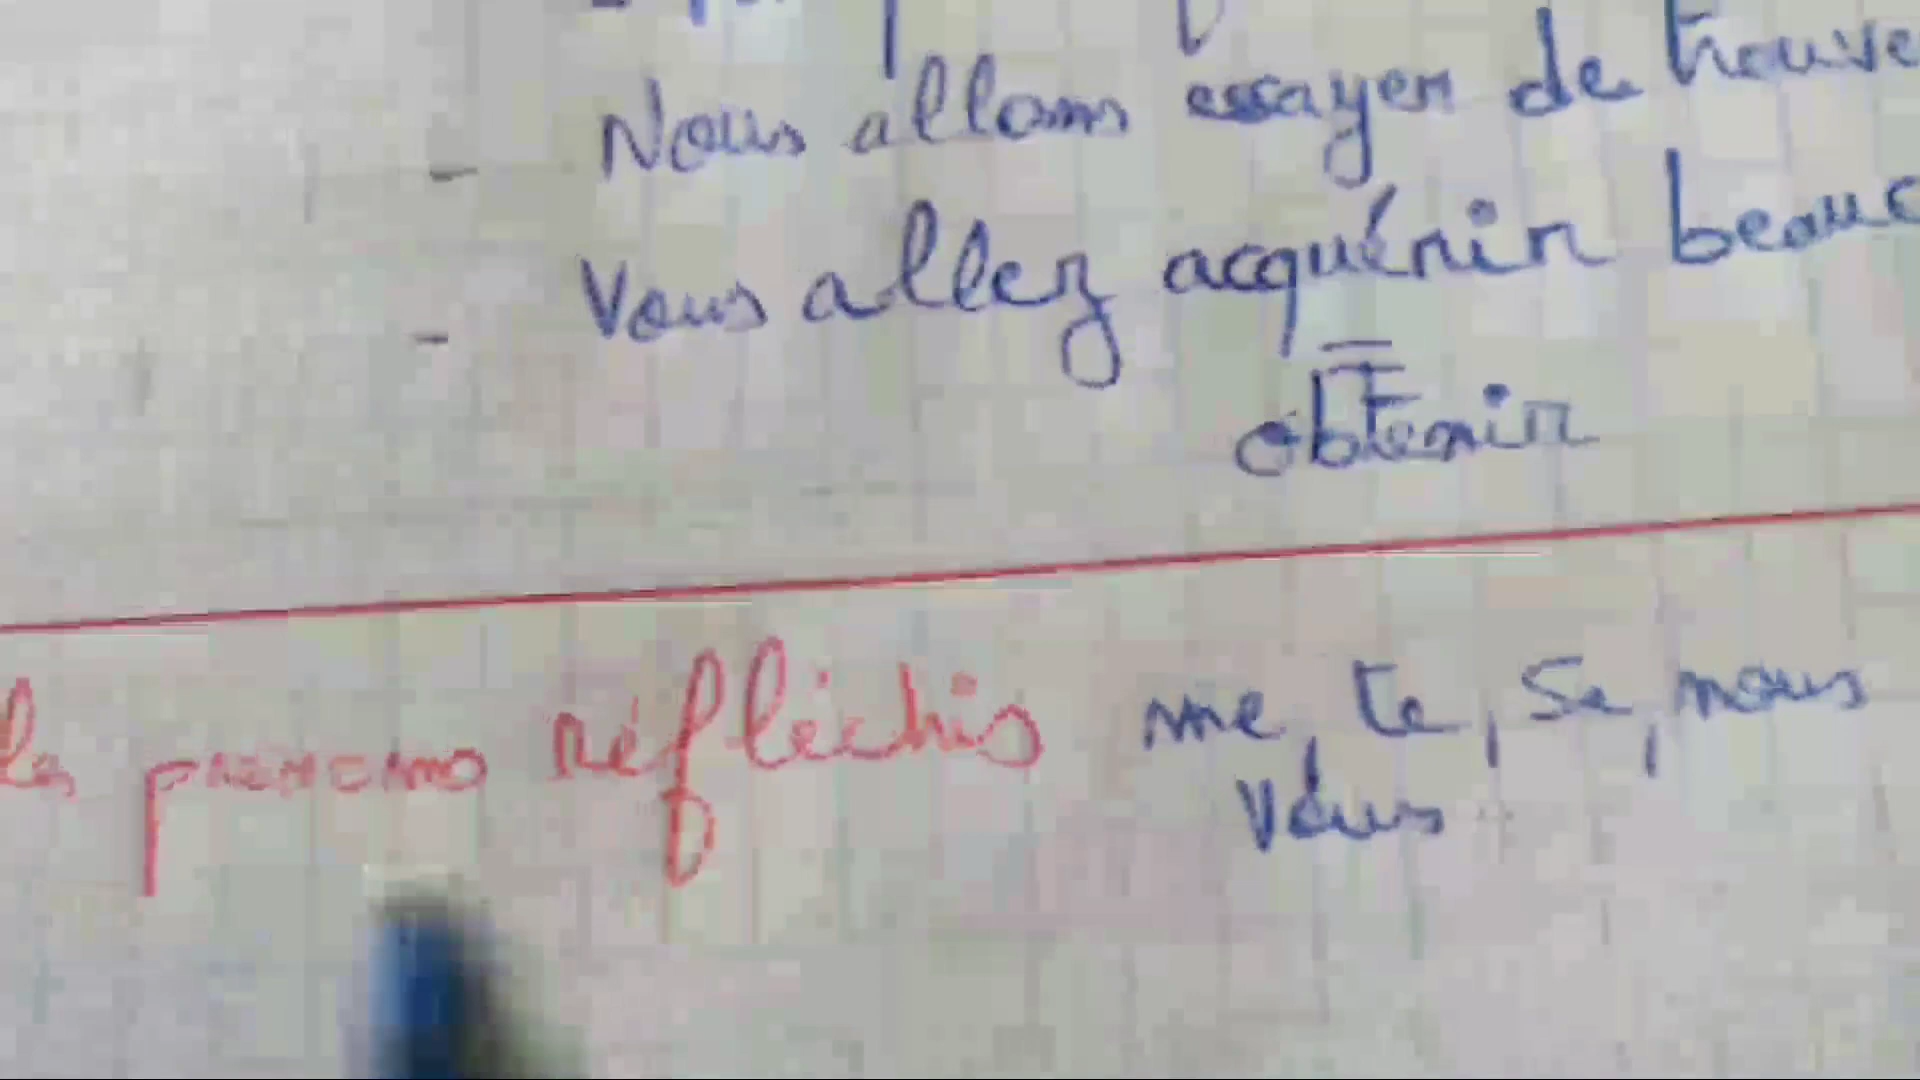 - Nous allons essayer de trouve
- Vous allez acquérir beauc
=
obtenir
les pronoms réfléchis me, te, se, nous
vous